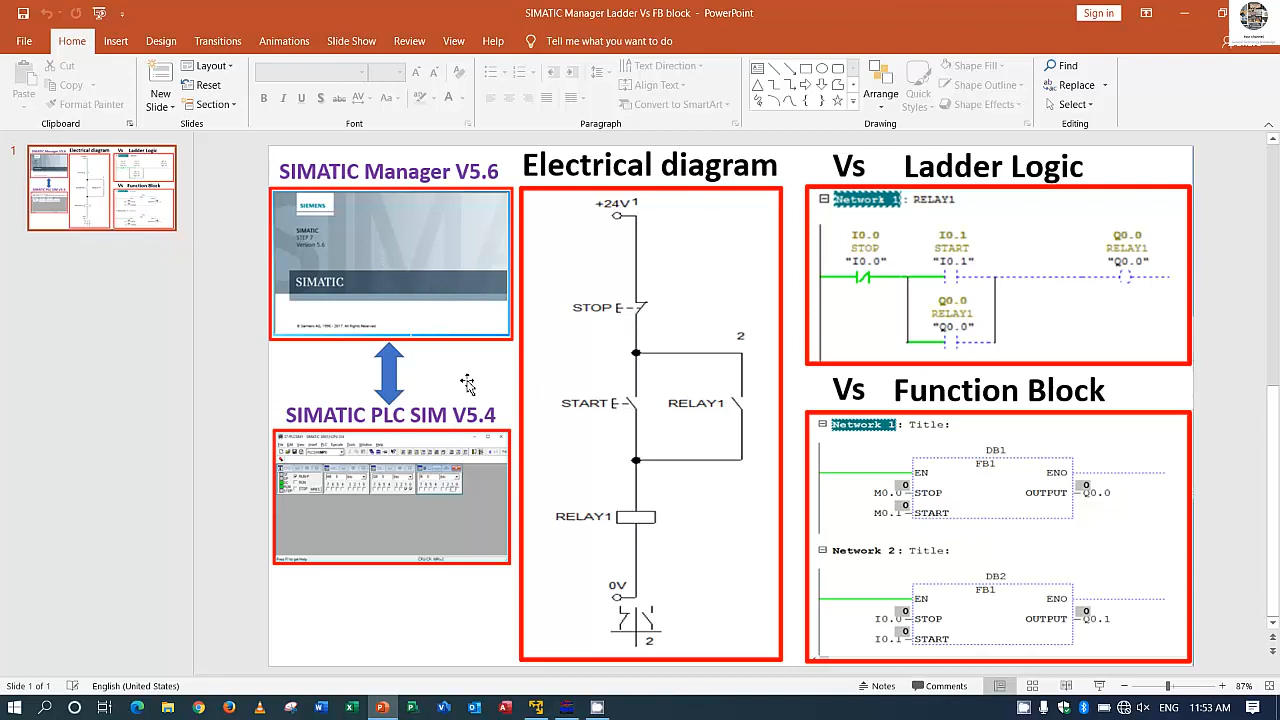 SIMATIC Manager Ladder Vs FB block - PowerPoint
Sign in
File Home Insert Design Transitions Animations Slide Show Review View Help Tell me what you want to do
Paste
Cut
Copy
Format Painter
Clipboard
New Slide
Layout
Reset
Section
Slides
Font
Text Direction
Align Text
Convert to SmartArt
Paragraph
Arrange
Quick Styles
Shape Fill
Shape Outline
Shape Effects
Drawing
Find
Replace
Select
Editing
1
SIMATIC Manager V5.6
SIEMENS
SIMATIC
STEP 7
Version 5.6
SIMATIC
SIMATIC PLC SIM V5.4
Electrical diagram
+24V 1
STOP
2
START
RELAY1
RELAY1
0V
2
Vs Ladder Logic
Network 1 : RELAY1
I0.0 I0.1 Q0.0
STOP START RELAY1
"I0.0" "I0.1" "Q0.0"
Q0.0
RELAY1
"Q0.0"
Vs Function Block
Network 1 : Title:
DB1
FB1
EN ENO
0 0
M0.0 STOP OUTPUT Q0.0
0
M0.1 START
Network 2 : Title:
DB2
FB1
EN ENO
0 0
I0.0 STOP OUTPUT Q0.1
0
I0.1 START
Slide 1 of 1 English (United States) Notes Comments 87%
ENG 11:53 AM